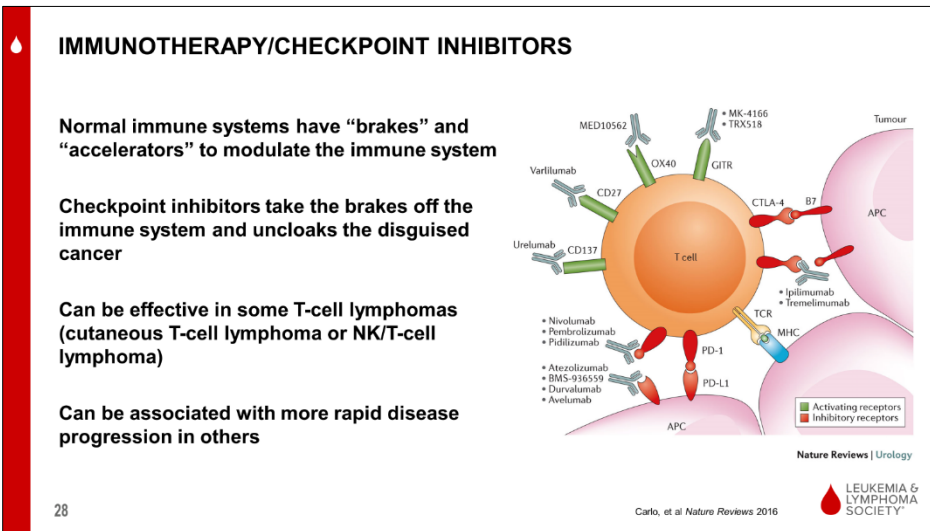 IMMUNOTHERAPY/CHECKPOINT INHIBITORS
Normal immune systems have “brakes” and
“accelerators” to modulate the immune system
Checkpoint inhibitors take the brakes off the
immune system and uncloaks the disguised
cancer
Can be effective in some T-cell lymphomas
(cutaneous T-cell lymphoma or NK/T-cell
lymphoma)
Can be associated with more rapid disease
progression in others
MED10562
• MK-4166
• TRX518
Tumour
OX40
GITR
Varlilumab
CD27
CTLA-4
B7
APC
Urelumab
CD137
T cell
• Ipilimumab
• Tremelimumab
TCR
MHC
• Nivolumab
• Pembrolizumab
• Pidilizumab
PD-1
• Atezolizumab
• BMS-936559
• Durvalumab
• Avelumab
PD-L1
APC
Activating receptors
Inhibitory receptors
Nature Reviews | Urology
28
Carlo, et al Nature Reviews 2016
LEUKEMIA &
LYMPHOMA
SOCIETY®